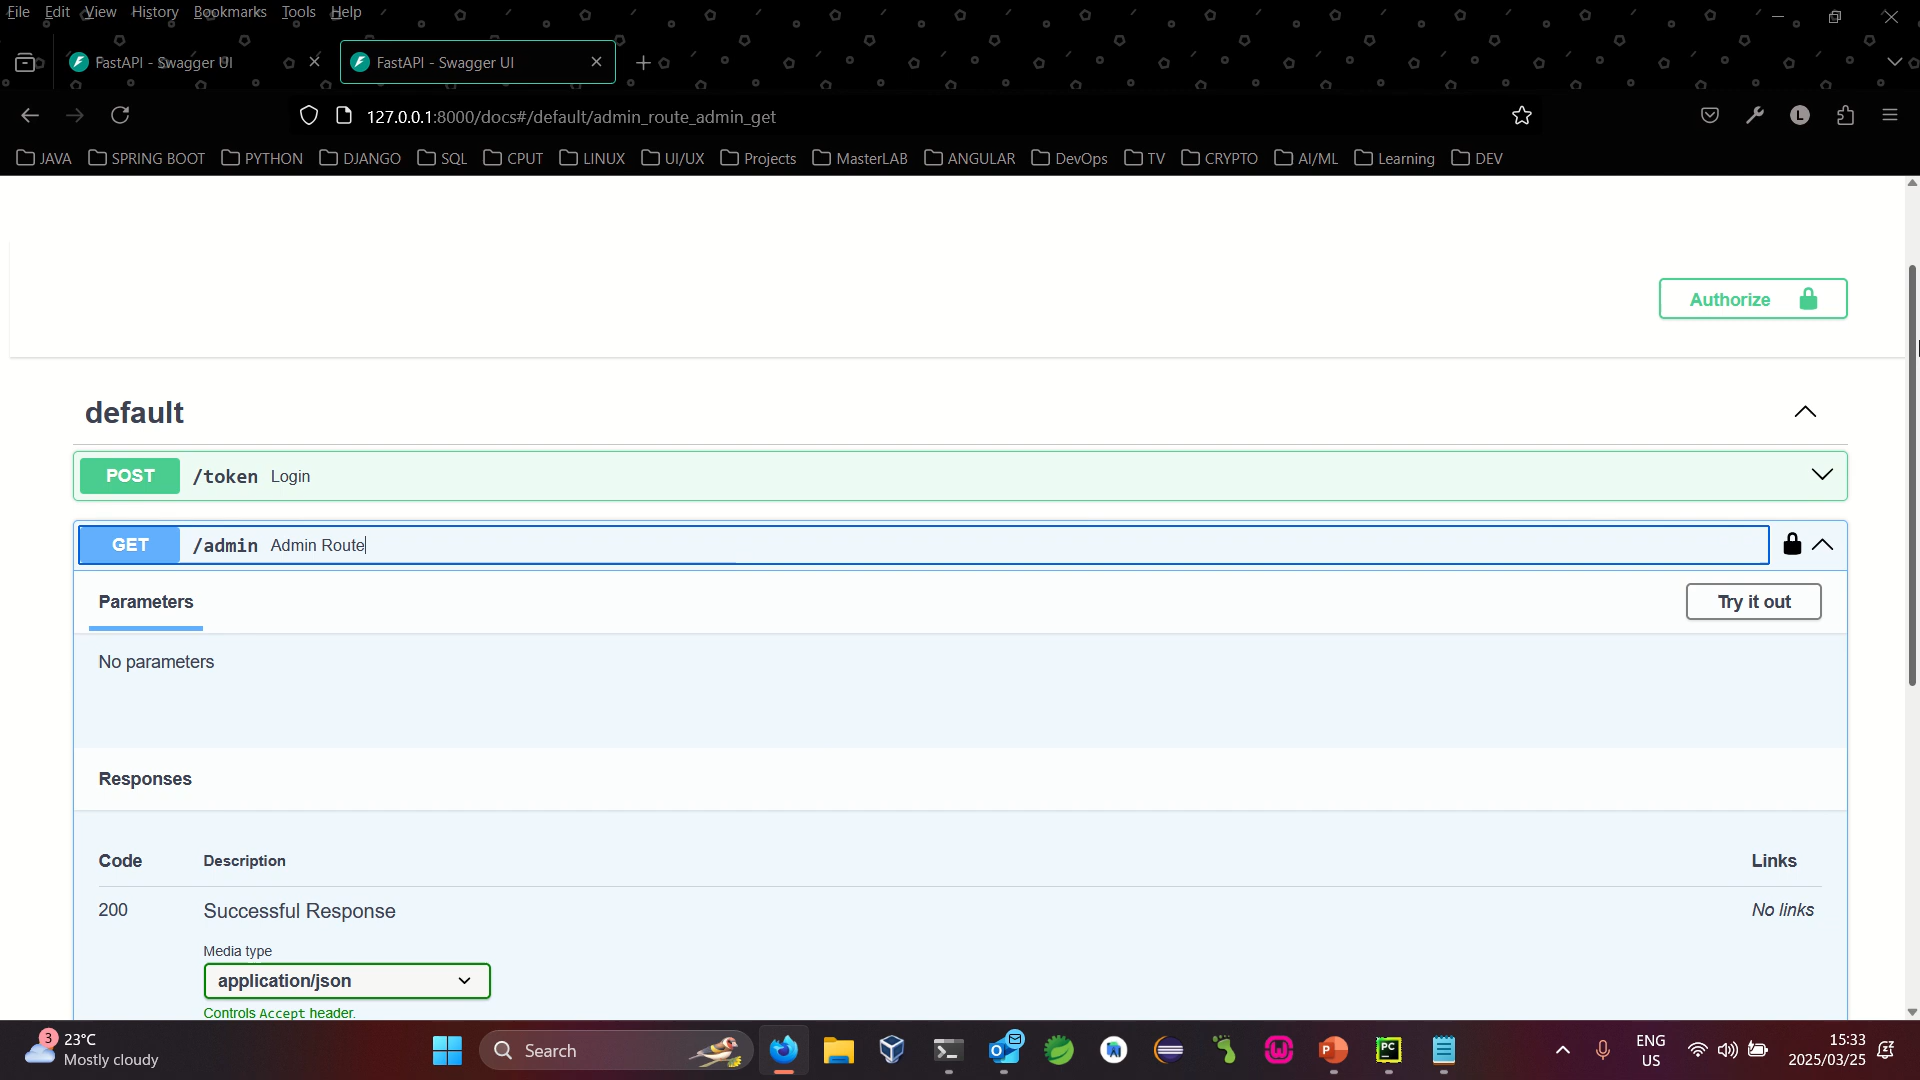 File Edit View History Bookmarks Tools Help
FastAPI - Swagger UI
FastAPI - Swagger UI
127.0.0.1:8000/docs#/default/admin_route_admin_get
L
JAVA SPRING BOOT PYTHON DJANGO SQL CPUT LINUX UI/UX Projects MasterLAB ANGULAR DevOps TV CRYPTO AI/ML Learning DEV
Authorize
default
POST /token Login
GET /admin Admin Route
Parameters
Try it out
No parameters
Responses
Code Description Links
200 Successful Response No links
Media type
application/json
Controls Accept header.
3 23°C
Mostly cloudy
Search
PC
ENG
US
15:33
2025/03/25